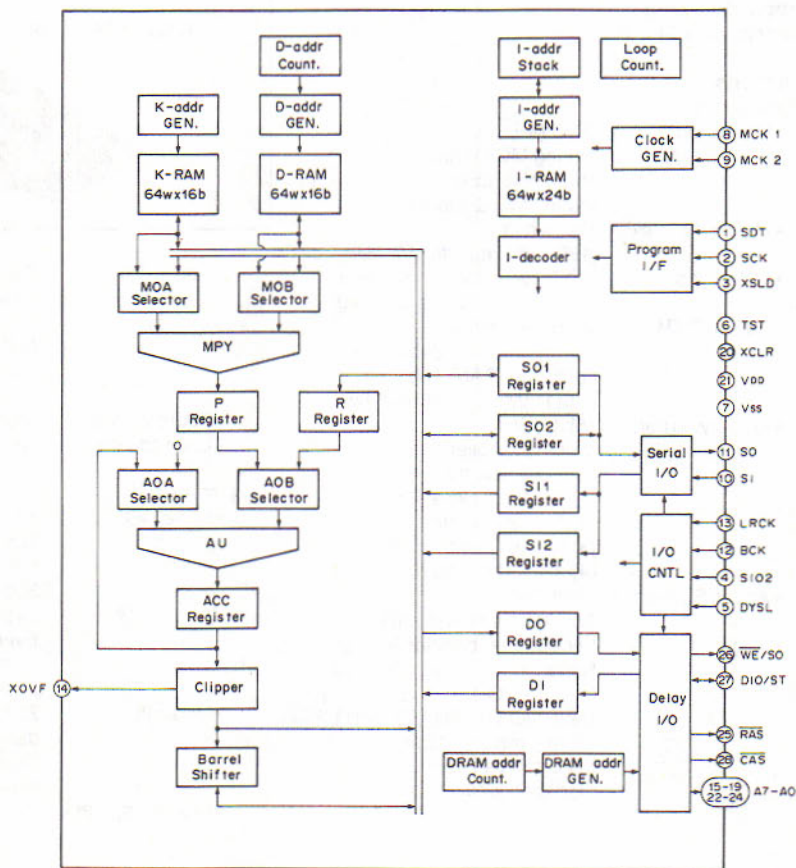 D-addr
Count.
I-addr
Stack
Loop
Count.
K-addr
GEN.
D-addr
GEN.
I-addr
GEN.
Clock
GEN.
8 MCK 1
9 MCK 2
K-RAM
64wx16b
D-RAM
64wx16b
I-RAM
64wx24b
I-decoder
Program
I/F
1 SDT
2 SCK
3 XSLD
MOA
Selector
MOB
Selector
6 TST
20 XCLR
21 VDD
7 VSS
MPY
P
Register
R
Register
SO1
Register
SO2
Register
SI1
Register
SI2
Register
Serial
I/O
11 SO
10 SI
0
AOA
Selector
AOB
Selector
AU
ACC
Register
I/O
CNTL
13 LRCK
12 BCK
4 SIO2
5 DYSL
DO
Register
DI
Register
Delay
I/O
26 WE/SO
27 DIO/ST
25 RAS
28 CAS
15-19
22-24 A7-A0
XOVF 14
Clipper
Barrel
Shifter
DRAM addr
Count.
DRAM addr
GEN.